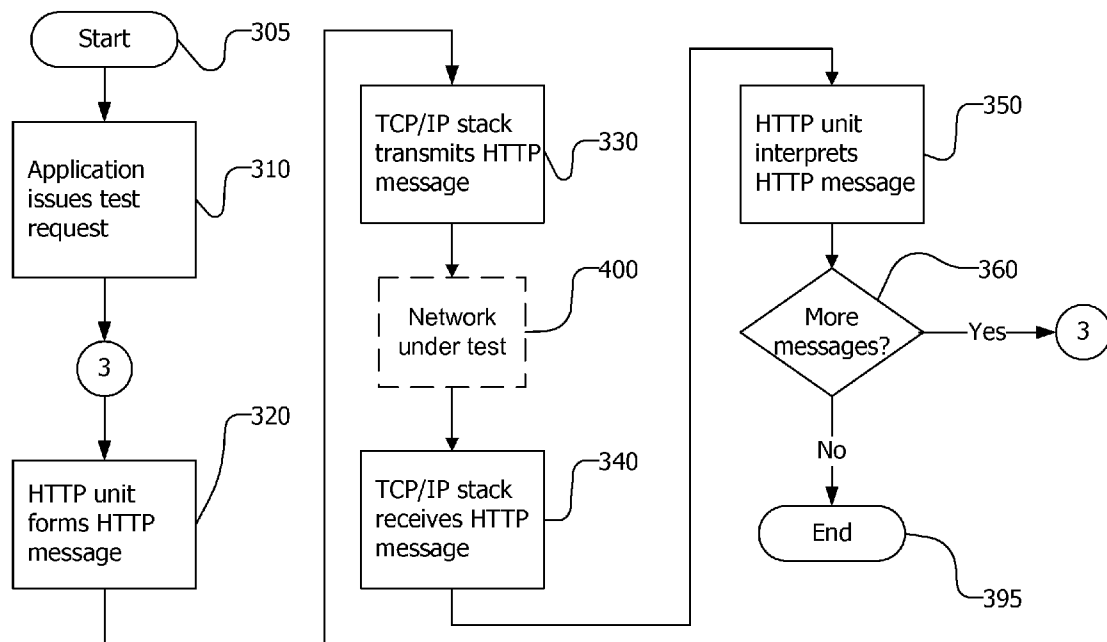 Start
305
Application
issues test
request
310
3
HTTP unit
forms HTTP
message
320
TCP/IP stack
transmits HTTP
message
330
Network
under test
400
TCP/IP stack
receives HTTP
message
340
HTTP unit
interprets
HTTP message
350
More
messages?
360
Yes
3
No
End
395